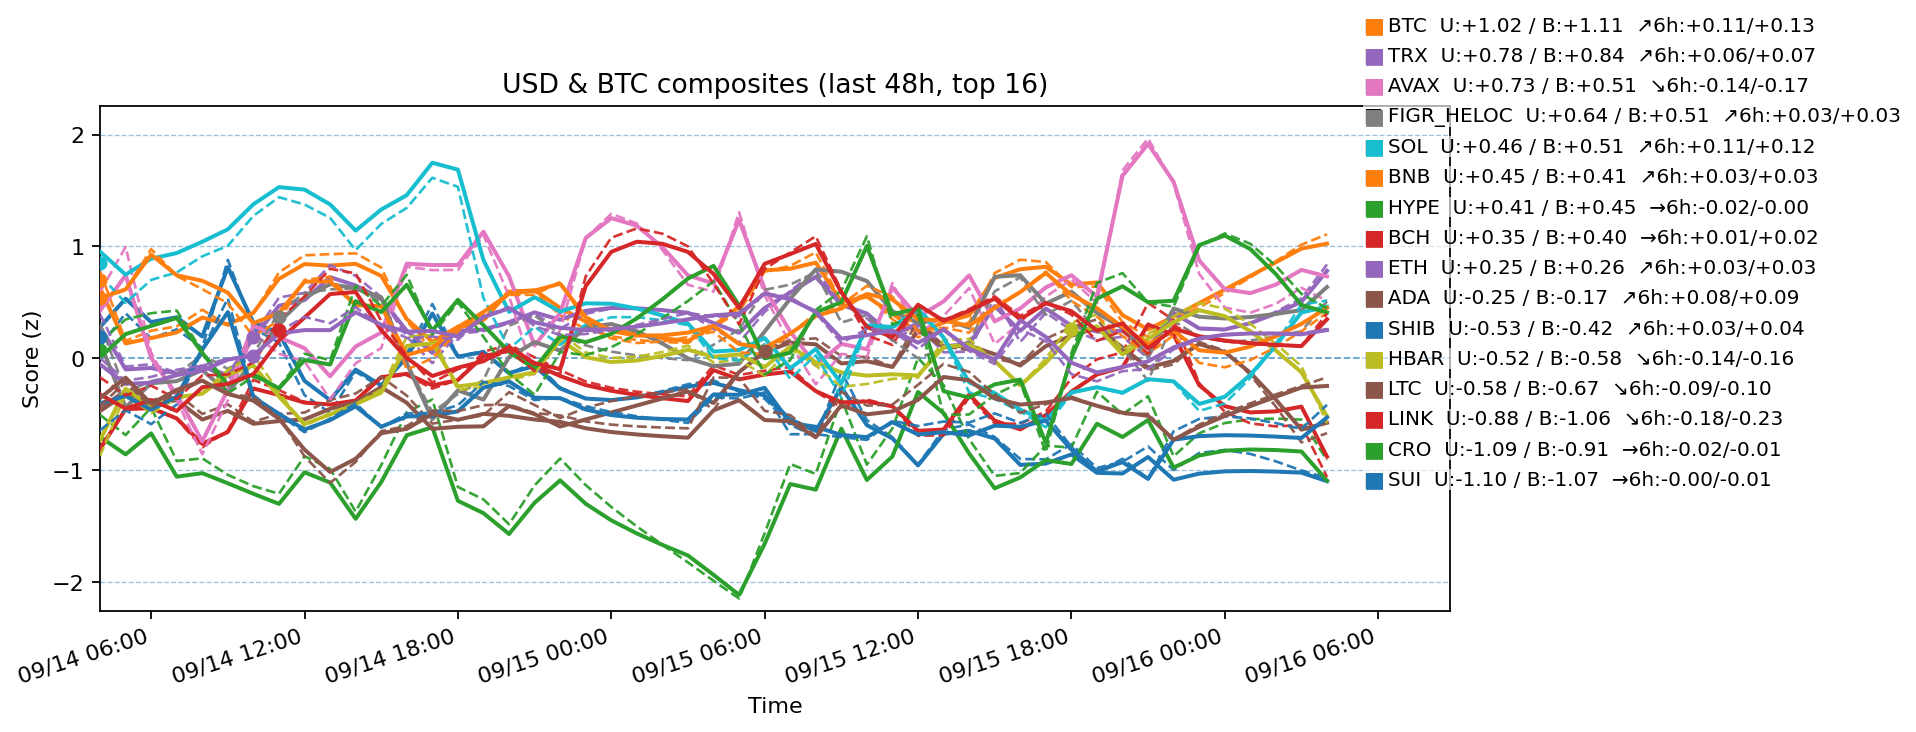 BTC U:+1.02 / B:+1.11 ↗6h:+0.11/+0.13
TRX U:+0.78 / B:+0.84 ↗6h:+0.06/+0.07
AVAX U:+0.73 / B:+0.51 ↘6h:-0.14/-0.17
FIGR_HELOC U:+0.64 / B:+0.51 ↗6h:+0.03/+0.03
SOL U:+0.46 / B:+0.51 ↗6h:+0.11/+0.12
BNB U:+0.45 / B:+0.41 ↗6h:+0.03/+0.03
HYPE U:+0.41 / B:+0.45 →6h:-0.02/-0.00
BCH U:+0.35 / B:+0.40 →6h:+0.01/+0.02
ETH U:+0.25 / B:+0.26 ↗6h:+0.03/+0.03
ADA U:-0.25 / B:-0.17 ↗6h:+0.08/+0.09
SHIB U:-0.53 / B:-0.42 ↗6h:+0.03/+0.04
HBAR U:-0.52 / B:-0.58 ↘6h:-0.14/-0.16
LTC U:-0.58 / B:-0.67 ↘6h:-0.09/-0.10
LINK U:-0.88 / B:-1.06 ↘6h:-0.18/-0.23
CRO U:-1.09 / B:-0.91 →6h:-0.02/-0.01
SUI U:-1.10 / B:-1.07 →6h:-0.00/-0.01
USD & BTC composites (last 48h, top 16)
Score (z)
2
1
0
−1
−2
09/14 06:00
09/14 12:00
09/14 18:00
09/15 00:00
09/15 06:00
09/15 12:00
09/15 18:00
09/16 00:00
09/16 06:00
Time